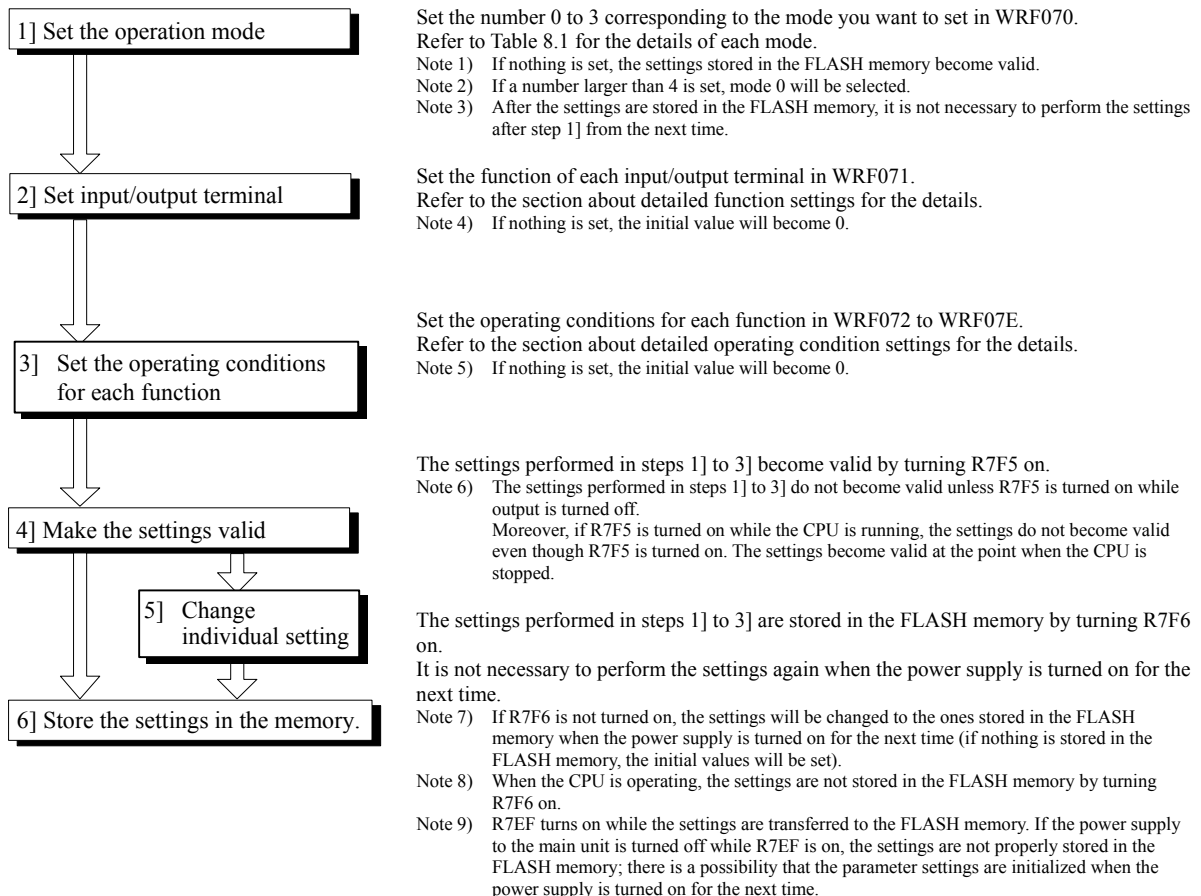 1] Set the operation mode
Set the number 0 to 3 corresponding to the mode you want to set in WRF070.
Refer to Table 8.1 for the details of each mode.
Note 1) If nothing is set, the settings stored in the FLASH memory become valid.
Note 2) If a number larger than 4 is set, mode 0 will be selected.
Note 3) After the settings are stored in the FLASH memory, it is not necessary to perform the settings
after step 1] from the next time.
2] Set input/output terminal
Set the function of each input/output terminal in WRF071.
Refer to the section about detailed function settings for the details.
Note 4) If nothing is set, the initial value will become 0.
3] Set the operating conditions
for each function
Set the operating conditions for each function in WRF072 to WRF07E.
Refer to the section about detailed operating condition settings for the details.
Note 5) If nothing is set, the initial value will become 0.
4] Make the settings valid
The settings performed in steps 1] to 3] become valid by turning R7F5 on.
Note 6) The settings performed in steps 1] to 3] do not become valid unless R7F5 is turned on while
output is turned off.
Moreover, if R7F5 is turned on while the CPU is running, the settings do not become valid
even though R7F5 is turned on. The settings become valid at the point when the CPU is
stopped.
5] Change
individual setting
6] Store the settings in the memory.
The settings performed in steps 1] to 3] are stored in the FLASH memory by turning R7F6
on.
It is not necessary to perform the settings again when the power supply is turned on for the
next time.
Note 7) If R7F6 is not turned on, the settings will be changed to the ones stored in the FLASH
memory when the power supply is turned on for the next time (if nothing is stored in the
FLASH memory, the initial values will be set).
Note 8) When the CPU is operating, the settings are not stored in the FLASH memory by turning
R7F6 on.
Note 9) R7EF turns on while the settings are transferred to the FLASH memory. If the power supply
to the main unit is turned off while R7EF is on, the settings are not properly stored in the
FLASH memory; there is a possibility that the parameter settings are initialized when the
power supply is turned on for the next time.